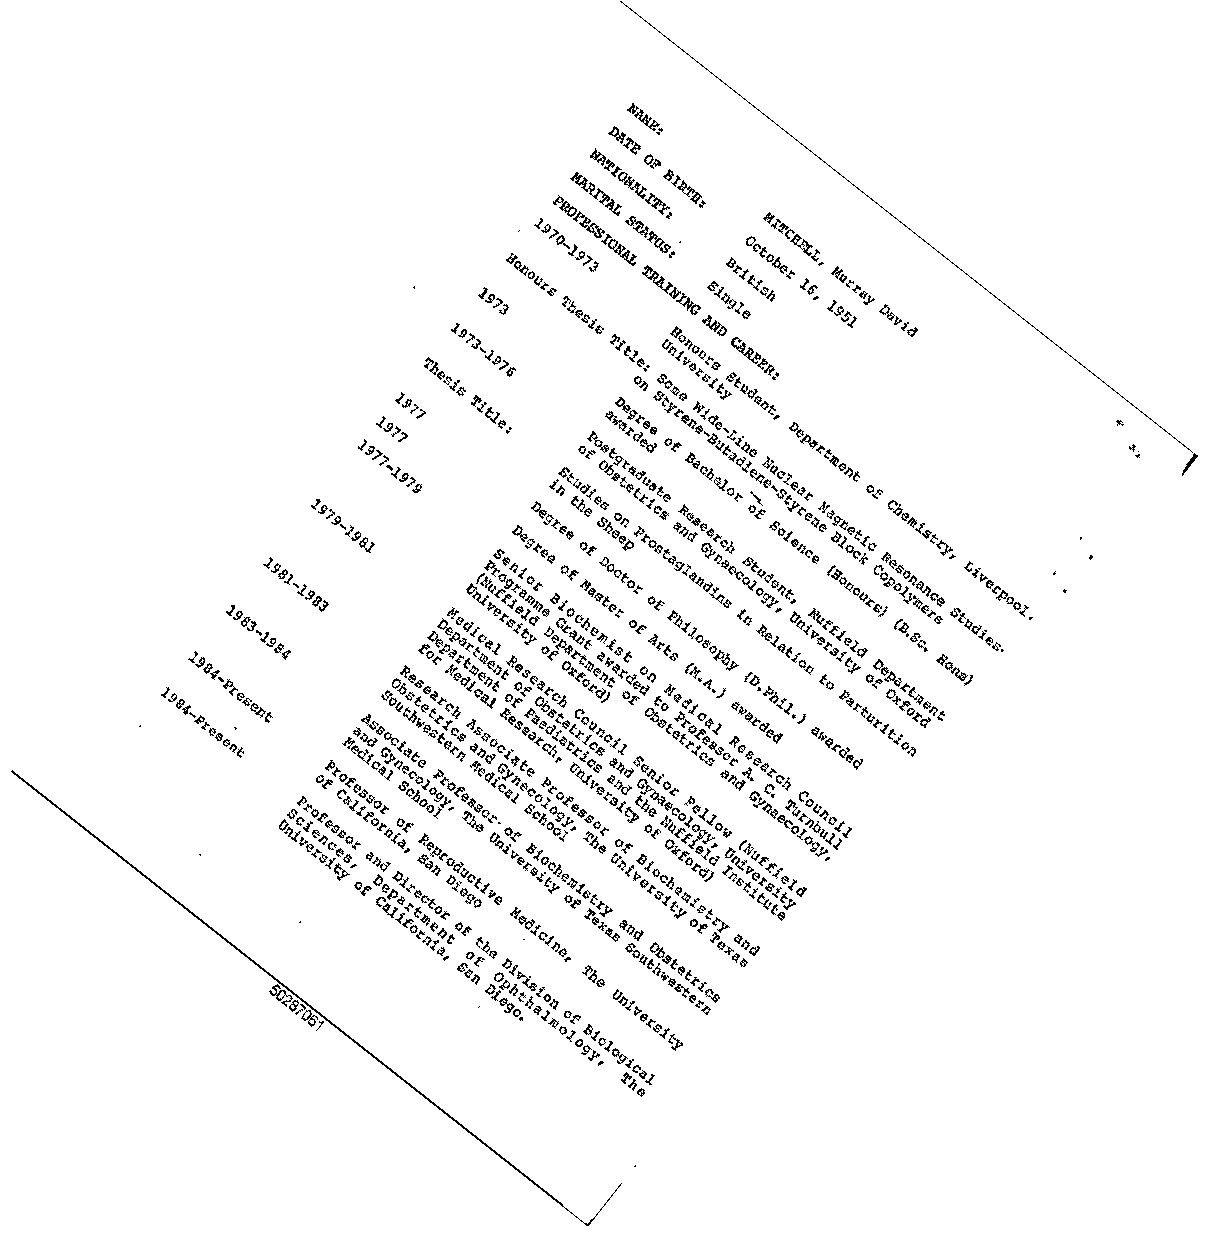 NAME: MITCHELL, Murray David
DATE OF BIRTH: October 16, 1951
NATIONALITY: British
MARITAL STATUS: Single
PROFESSIONAL TRAINING AND CAREER:
1970-1973 Honours Student, Department of Chemistry, Liverpool.
University
Honours Thesis Title: Some Wide-Line Nuclear Magnetic Resonance Studies.
on Styrene-Butadiene-Styrene Block Copolymers
1973 Degree of Bachelor of Science (Honours) (B.Sc. Hons)
awarded
1973-1976 Postgraduate Research Student, Nuffield Department
of Obstetrics and Gynaecology, University of Oxford
Thesis Title: Studies on Prostaglandins in Relation to Parturition
in the Sheep
1977 Degree of Doctor of Philosophy (D.Phil.) awarded
1977 Degree of Master of Arts (M.A.) awarded
1977-1979 Senior Biochemist on Medical Research Council
Programme Grant awarded to Professor A. C. Turnbull
(Nuffield Department of Obstetrics and Gynaecology,
University of Oxford)
1979-1981 Medical Research Council Senior Fellow (Nuffield
Department of Obstetrics and Gynaecology, University
Department of Paediatrics and the Nuffield Institute
for Medical Research, University of Oxford)
1981-1983 Research Associate Professor of Biochemistry and
Obstetrics and Gynecology, The University of Texas
Southwestern Medical School
1983-1984 Associate Professor of Biochemistry and Obstetrics
and Gynecology, The University of Texas Southwestern
Medical School
1984-Present Professor of Reproductive Medicine, The University
of California, San Diego
1984-Present Professor and Director of the Division of Biological
Sciences, Department of Ophthalmology, The
University of California, San Diego.
50287061